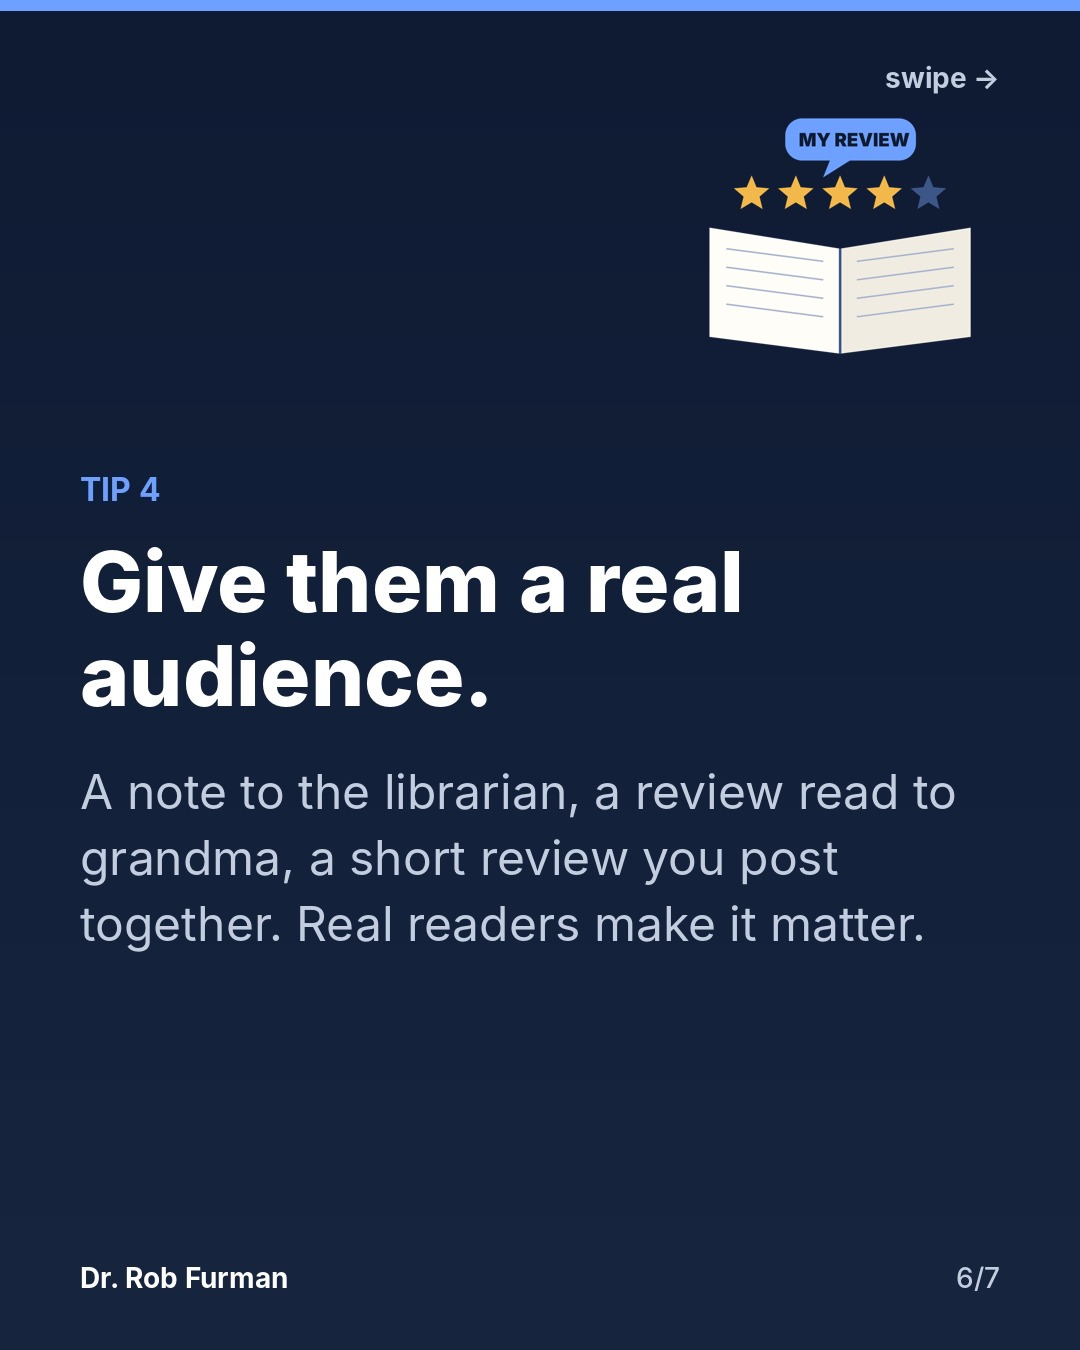 swipe →
MY REVIEW
TIP 4
Give them a real
audience.
A note to the librarian, a review read to
grandma, a short review you post
together. Real readers make it matter.
Dr. Rob Furman
6/7